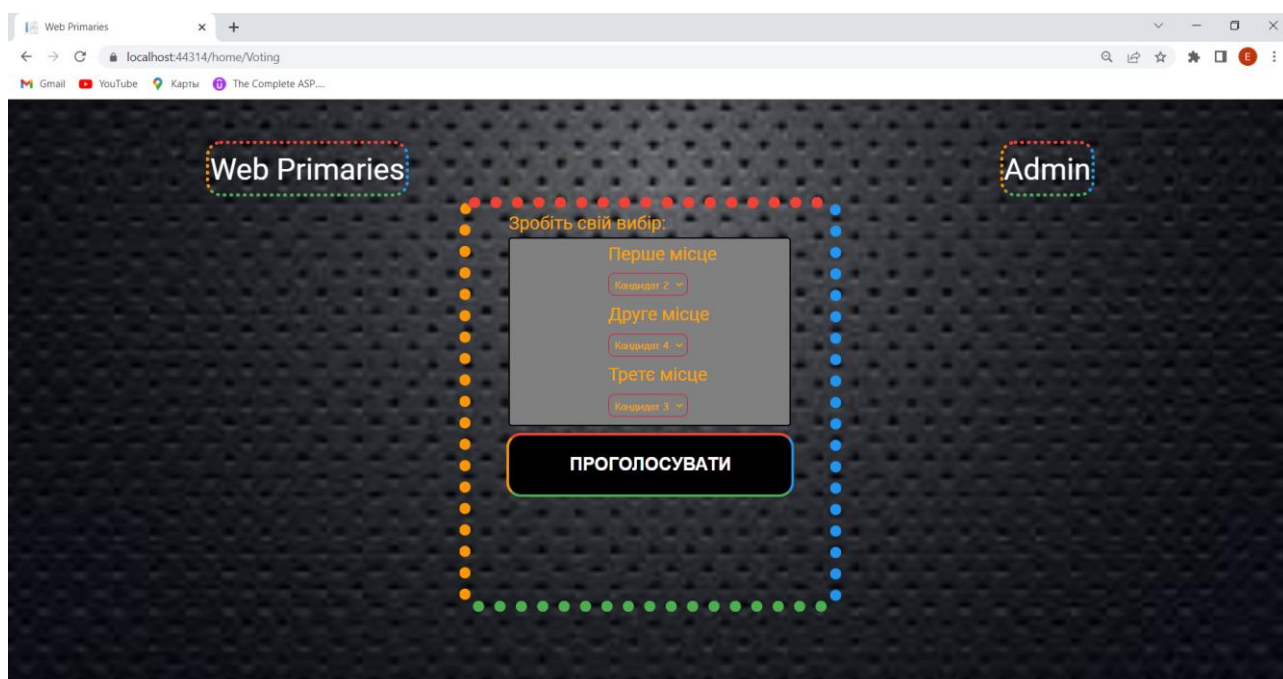 Web Primaries
localhost:44314/home/Voting
E
Gmail YouTube Карты The Complete ASP....
Web Primaries Admin
Зробіть свій вибір:
Перше місце
Кандидат 2
Друге місце
Кандидат 4
Третє місце
Кандидат 3
ПРОГОЛОСУВАТИ